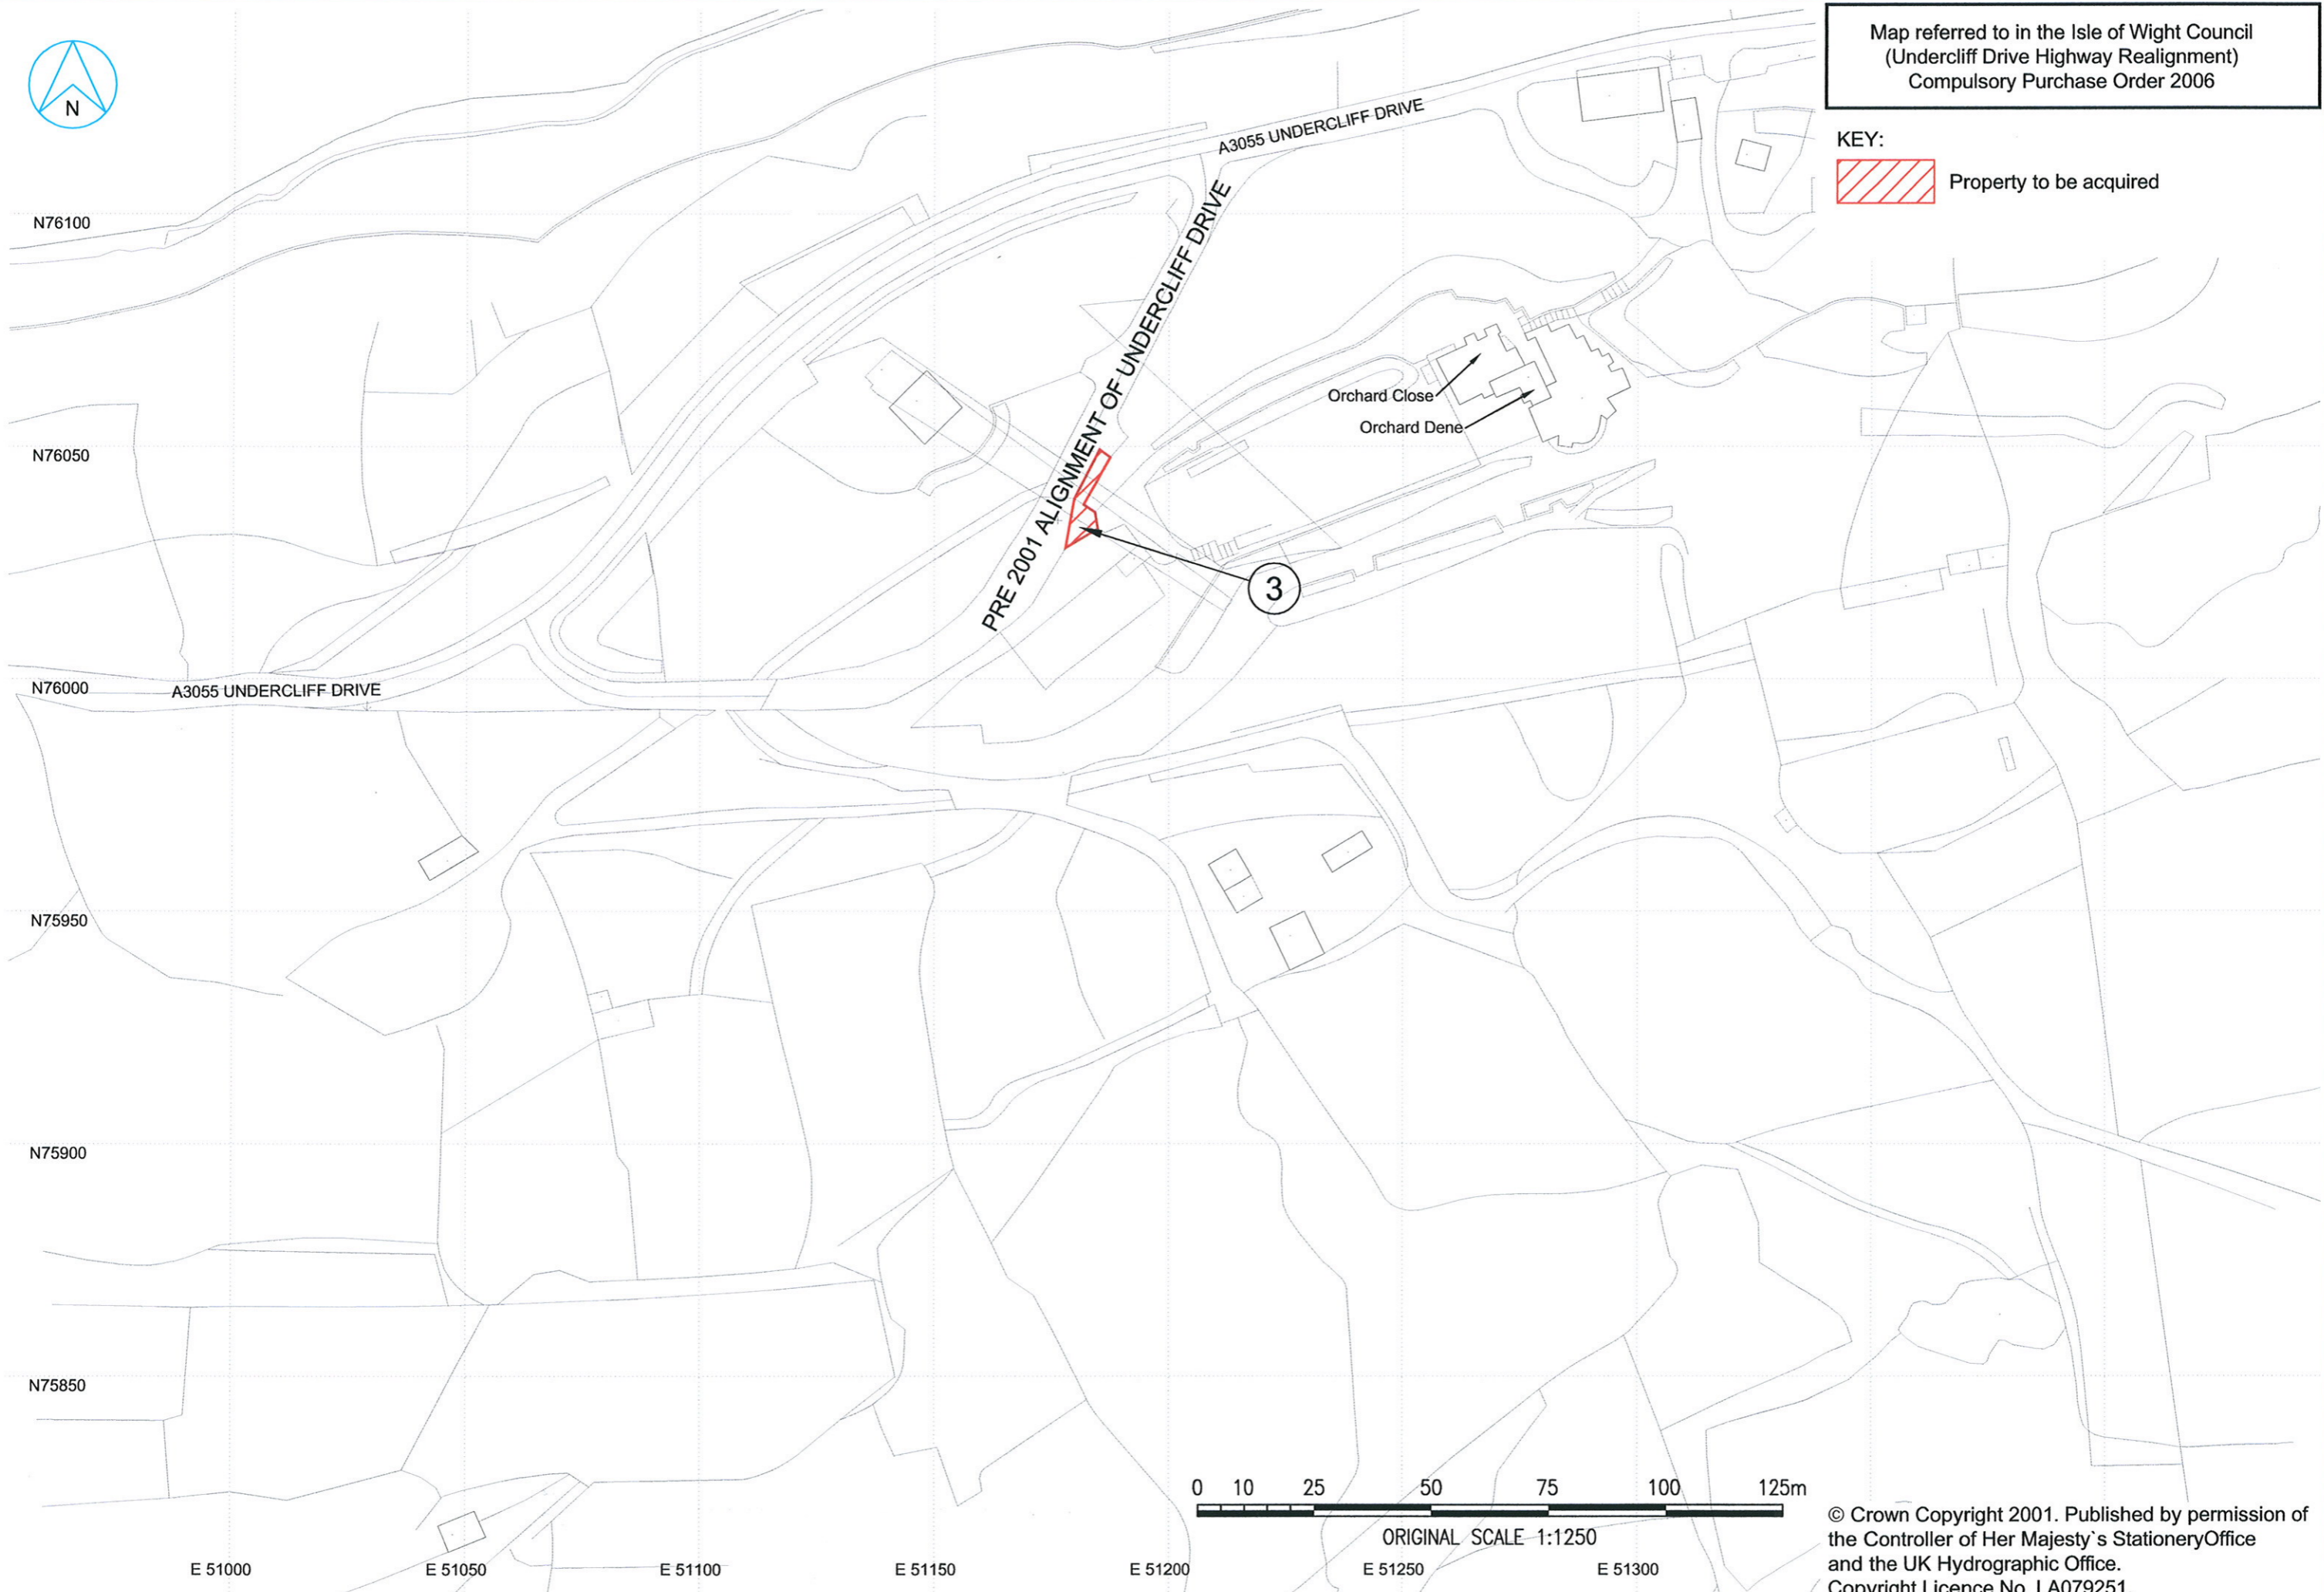 Map referred to in the Isle of Wight Council
(Undercliff Drive Highway Realignment)
Compulsory Purchase Order 2006
N
KEY:
Property to be acquired
A3055 UNDERCLIFF DRIVE
PRE 2001 ALIGNMENT OF UNDERCLIFF DRIVE
N76100
Orchard Close
Orchard Dene
N76050
3
N76000
A3055 UNDERCLIFF DRIVE
N75950
N75900
N75850
0 10 25 50 75 100 125m
ORIGINAL SCALE 1:1250
E 51000
E 51050
E 51100
E 51150
E 51200
E 51250
E 51300
© Crown Copyright 2001. Published by permission of
the Controller of Her Majesty`s StationeryOffice
and the UK Hydrographic Office.
Copyright Licence No. LA079251